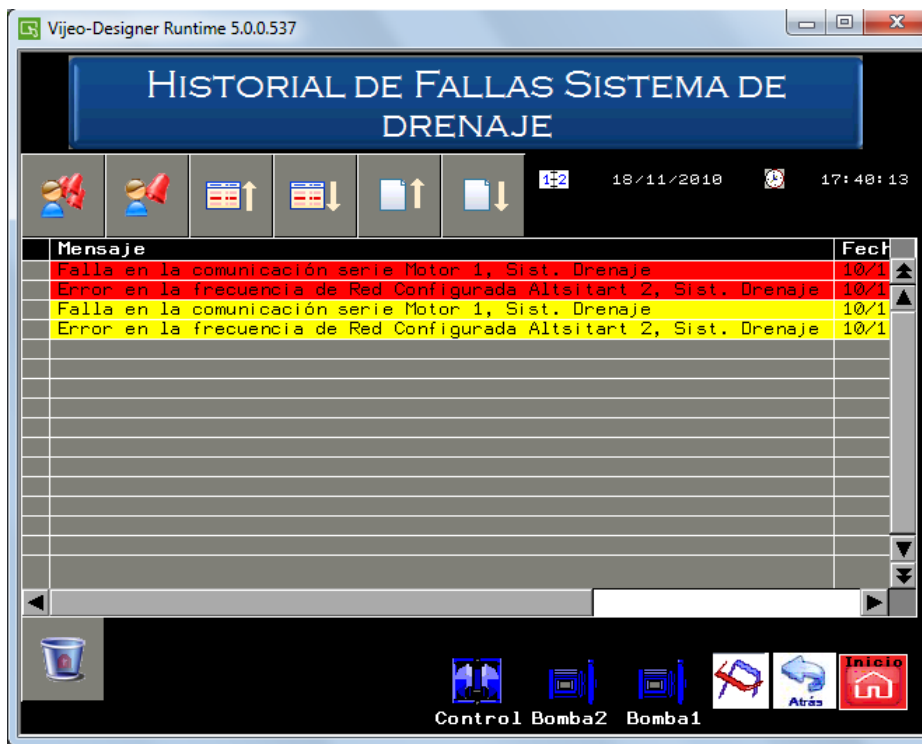 Vijeo-Designer Runtime 5.0.0.537
HISTORIAL DE FALLAS SISTEMA DE
DRENAJE
1 2 18/11/2010 17:40:13
Mensaje Fech
Falla en la comunicación serie Motor 1, Sist. Drenaje 10/1
Error en la frecuencia de Red Configurada Altsitart 2, Sist. Drenaje 10/1
Falla en la comunicación serie Motor 1, Sist. Drenaje 10/1
Error en la frecuencia de Red Configurada Altsitart 2, Sist. Drenaje 10/1
Inicio
Atrás
Control Bomba2 Bomba1